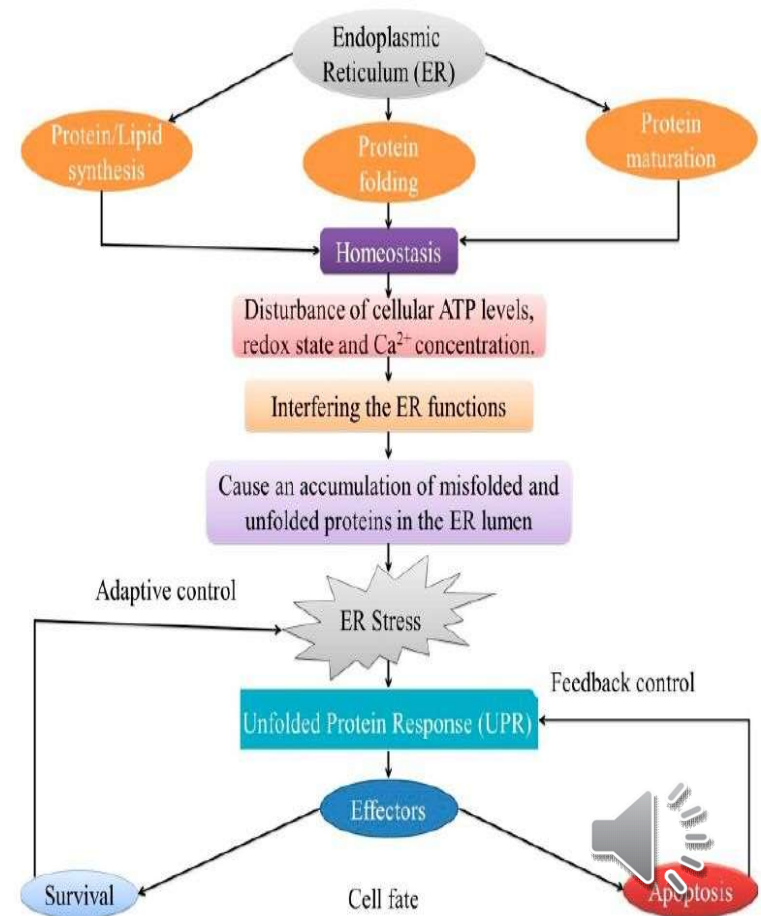 Endoplasmic
Reticulum (ER)
Protein/Lipid
synthesis
Protein
folding
Protein
maturation
Homeostasis
Disturbance of cellular ATP levels,
redox state and Ca²⁺ concentration.
Interfering the ER functions
Cause an accumulation of misfolded and
unfolded proteins in the ER lumen
Adaptive control
ER Stress
Feedback control
Unfolded Protein Response (UPR)
Effectors
Survival
Cell fate
Apoptosis